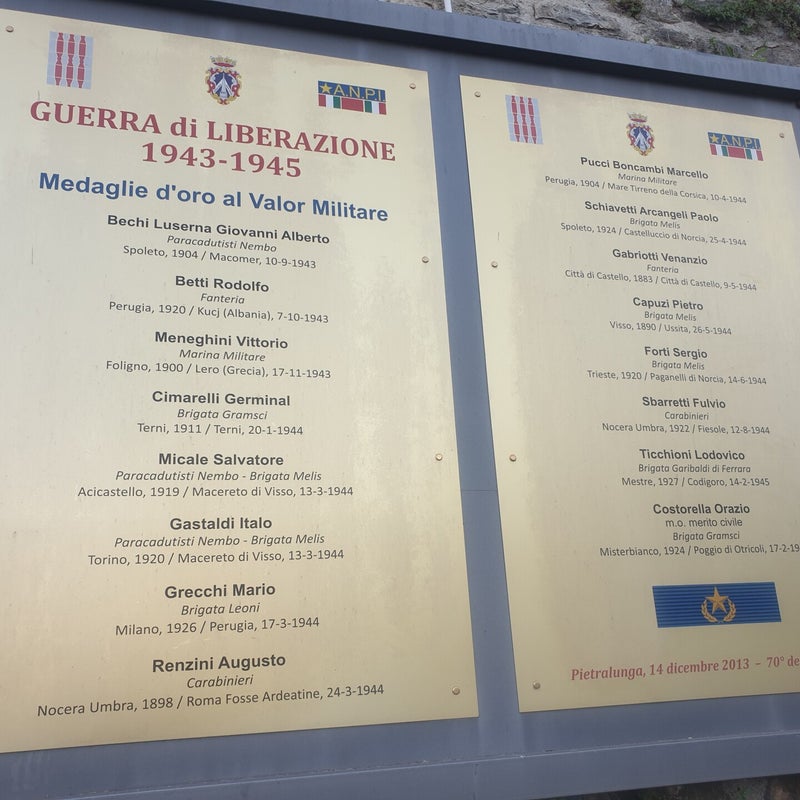 A.N.P.I.
GUERRA di LIBERAZIONE
1943-1945
Medaglie d'oro al Valor Militare
Bechi Luserna Giovanni Alberto
Paracadutisti Nembo
Spoleto, 1904 / Macomer, 10-9-1943
Betti Rodolfo
Fanteria
Perugia, 1920 / Kucj (Albania), 7-10-1943
Meneghini Vittorio
Marina Militare
Foligno, 1900 / Lero (Grecia), 17-11-1943
Cimarelli Germinal
Brigata Gramsci
Terni, 1911 / Terni, 20-1-1944
Micale Salvatore
Paracadutisti Nembo - Brigata Melis
Acicastello, 1919 / Macereto di Visso, 13-3-1944
Gastaldi Italo
Paracadutisti Nembo - Brigata Melis
Torino, 1920 / Macereto di Visso, 13-3-1944
Grecchi Mario
Brigata Leoni
Milano, 1926 / Perugia, 17-3-1944
Renzini Augusto
Carabinieri
Nocera Umbra, 1898 / Roma Fosse Ardeatine, 24-3-1944
A.N.P.I.
Pucci Boncambi Marcello
Marina Militare
Perugia, 1904 / Mare Tirreno della Corsica, 10-4-1944
Schiavetti Arcangeli Paolo
Brigata Melis
Spoleto, 1924 / Castelluccio di Norcia, 25-4-1944
Gabriotti Venanzio
Fanteria
Città di Castello, 1883 / Città di Castello, 9-5-1944
Capuzi Pietro
Brigata Melis
Visso, 1890 / Ussita, 26-5-1944
Forti Sergio
Brigata Melis
Trieste, 1920 / Paganelli di Norcia, 14-6-1944
Sbarretti Fulvio
Carabinieri
Nocera Umbra, 1922 / Fiesole, 12-8-1944
Ticchioni Lodovico
Brigata Garibaldi di Ferrara
Mestre, 1927 / Codigoro, 14-2-1945
Costorella Orazio
m.o. merito civile
Brigata Gramsci
Misterbianco, 1924 / Poggio di Otricoli, 17-2-19
Pietralunga, 14 dicembre 2013 - 70° de